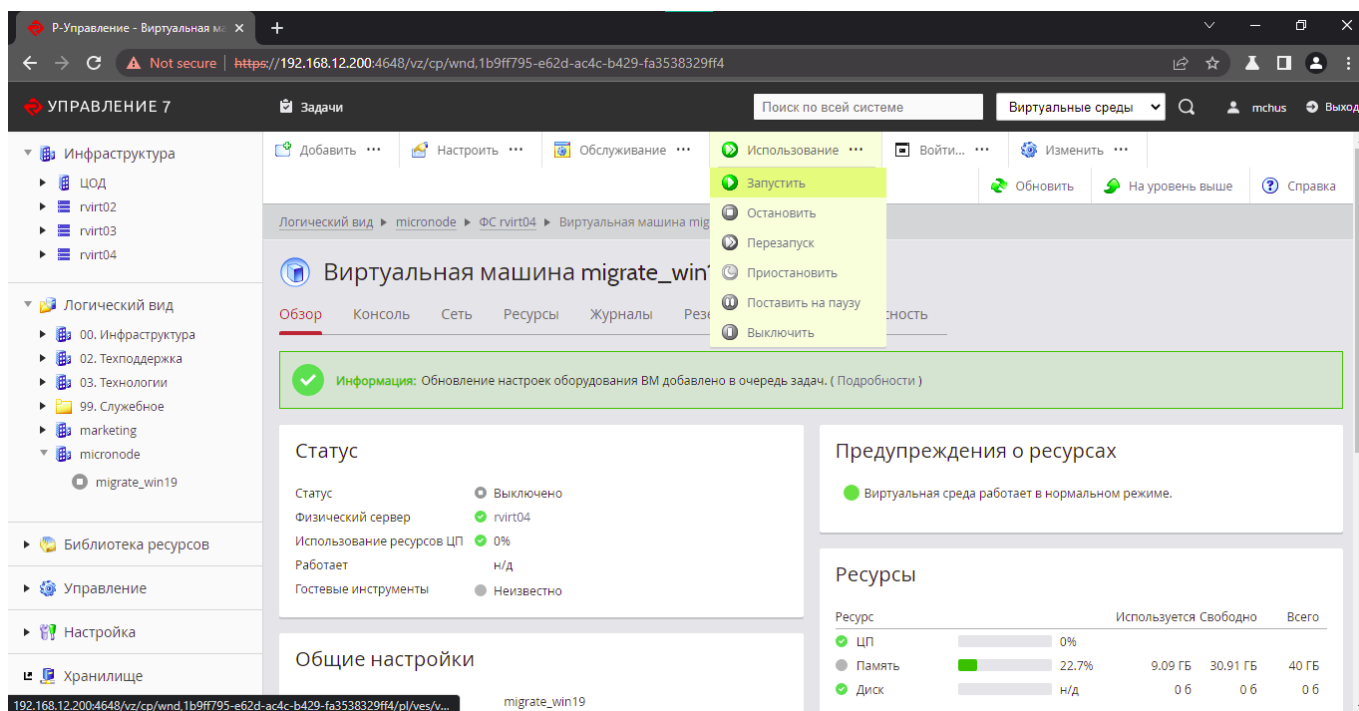 Р-Управление - Виртуальная ма
Not secure | https://192.168.12.200:4648/vz/cp/wnd,1b9ff795-e62d-ac4c-b429-fa3538329ff4
УПРАВЛЕНИЕ 7
Задачи
Поиск по всей системе
Виртуальные среды
mchus
Выход
Инфраструктура
ЦОД
rvirt02
rvirt03
rvirt04
Логический вид
00. Инфраструктура
02. Техподдержка
03. Технологии
99. Служебное
marketing
micronode
migrate_win19
Библиотека ресурсов
Управление
Настройка
Хранилище
192.168.12.200:4648/vz/cp/wnd,1b9ff795-e62d-ac4c-b429-fa3538329ff4/pl/ves/v...
Добавить ••• Настроить ••• Обслуживание ••• Использование ••• Войти... ••• Изменить •••
Запустить
Остановить
Перезапуск
Приостановить
Поставить на паузу
Выключить
Обновить На уровень выше Справка
Логический вид ▸ micronode ▸ ФС rvirt04 ▸ Виртуальная машина mig
Виртуальная машина migrate_win
Обзор Консоль Сеть Ресурсы Журналы Резе сность
Информация: Обновление настроек оборудования ВМ добавлено в очередь задач. ( Подробности )
Статус
Статус Выключено
Физический сервер rvirt04
Использование ресурсов ЦП 0%
Работает н/д
Гостевые инструменты Неизвестно
Общие настройки
migrate_win19
Предупреждения о ресурсах
Виртуальная среда работает в нормальном режиме.
Ресурсы
Ресурс Используется Свободно Всего
ЦП 0%
Память 22.7% 9.09 ГБ 30.91 ГБ 40 ГБ
Диск н/д 0 б 0 б 0 б